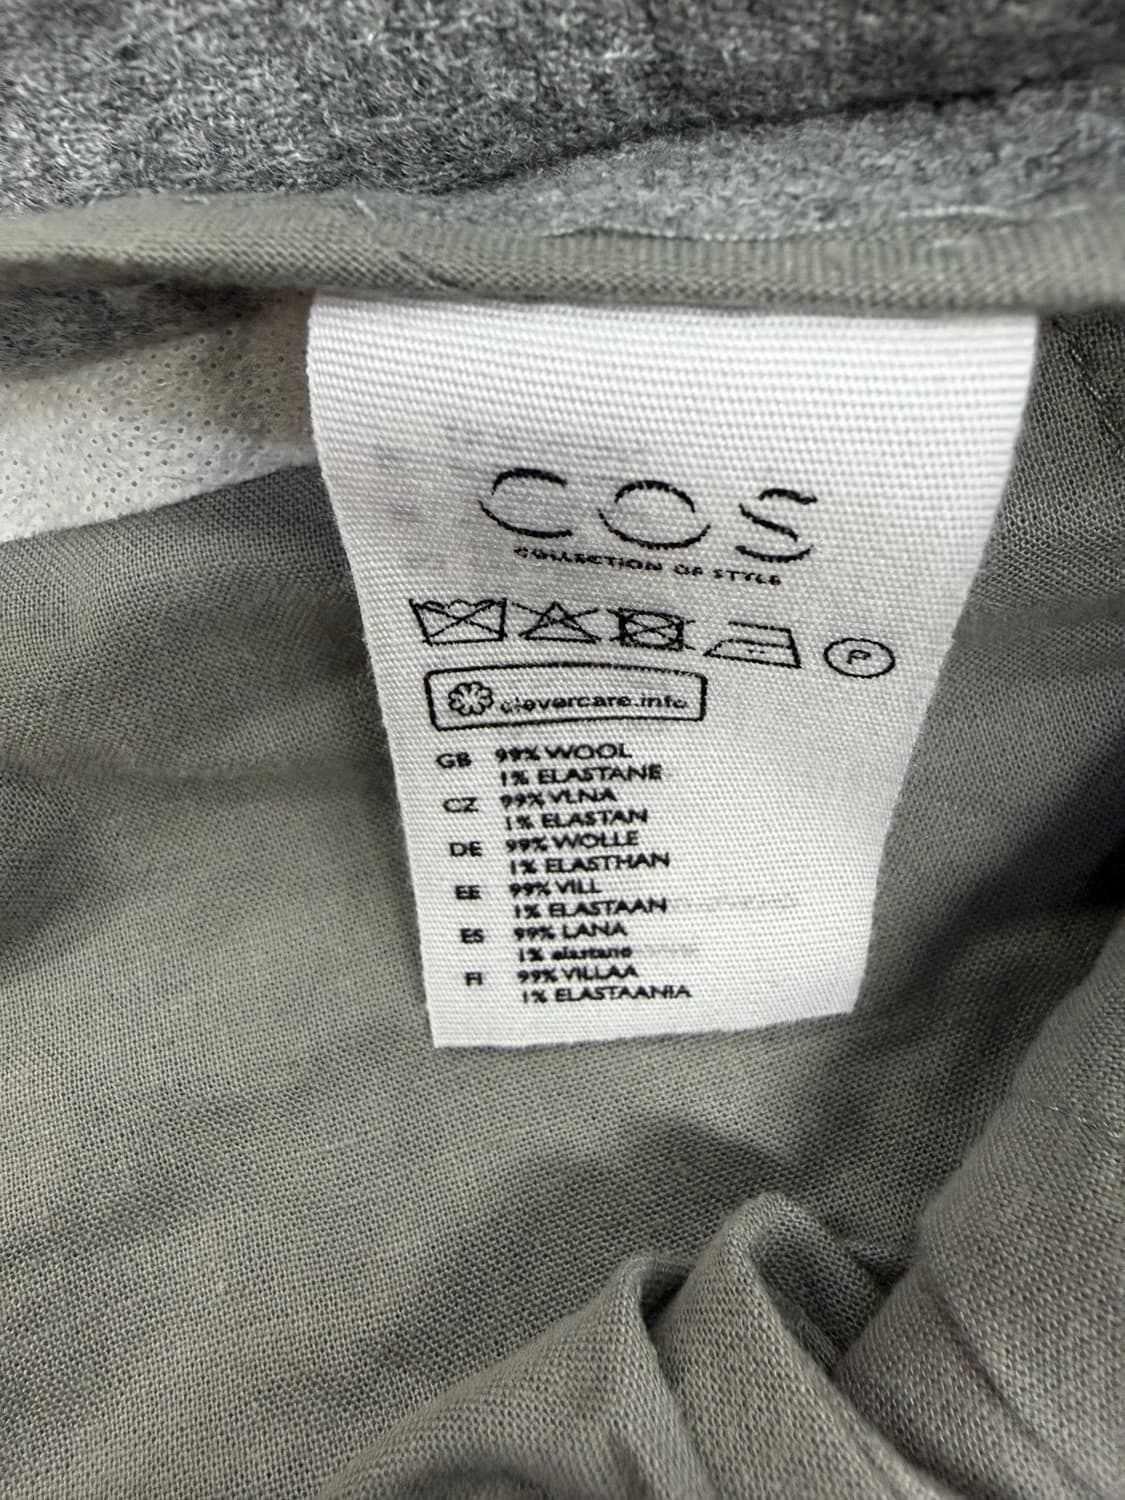 COS
COLLECTION OF STYLE
P
clevercare.info
GB 99% WOOL
1% ELASTANE
CZ 99% VLNA
1% ELASTAN
DE 99% WOLLE
1% ELASTHAN
EE 99% VILL
1% ELASTAAN
ES 99% LANA
1% elastano
FI 99% VILLAA
1% ELASTAANIA